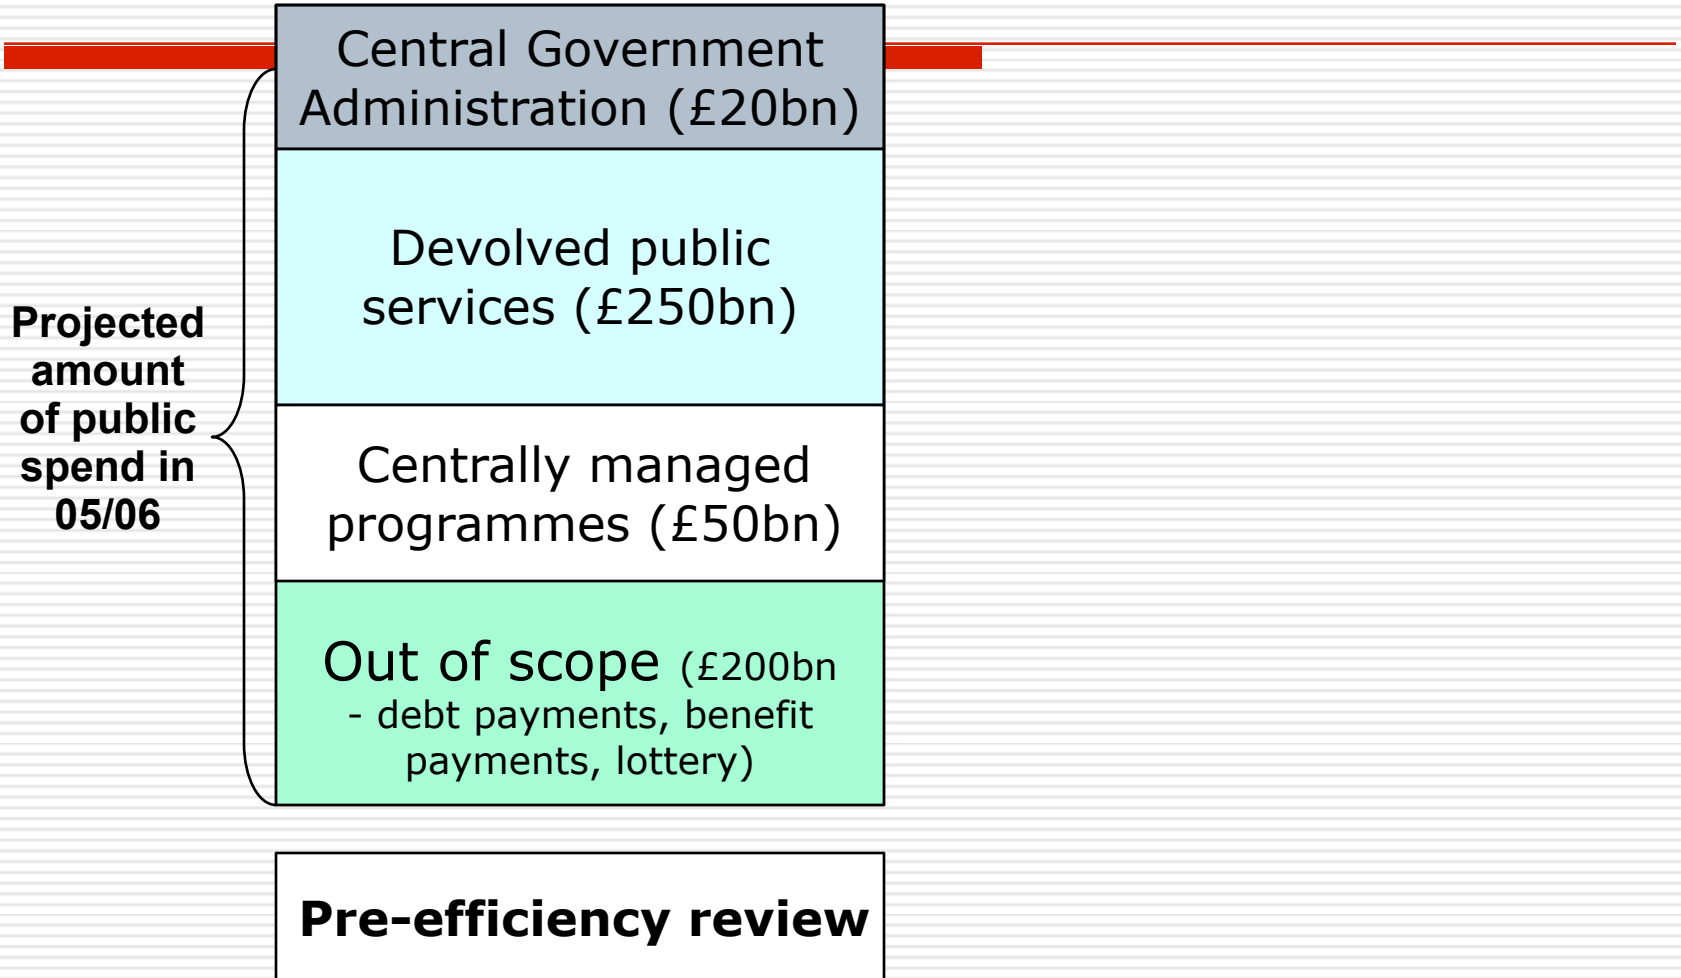 Central Government
Administration (£20bn)
Devolved public
services (£250bn)
Projected
amount
of public
spend in
05/06
Centrally managed
programmes (£50bn)
Out of scope (£200bn
- debt payments, benefit
payments, lottery)
Pre-efficiency review